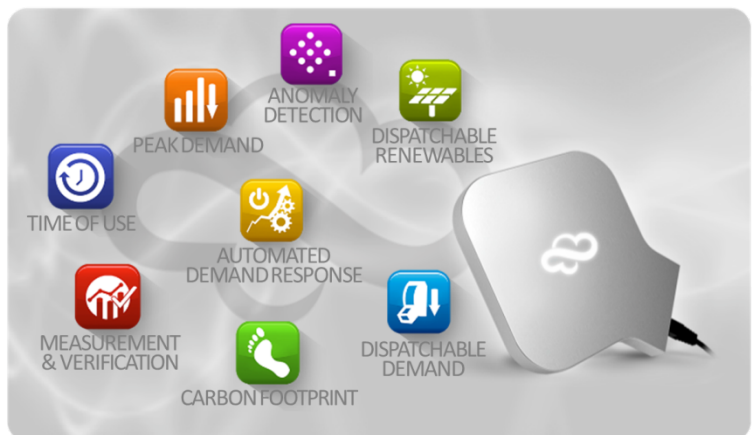 ANOMALY
DETECTION
PEAK DEMAND
DISPATCHABLE
RENEWABLES
TIME OF USE
AUTOMATED
DEMAND RESPONSE
MEASUREMENT
& VERIFICATION
DISPATCHABLE
DEMAND
CARBON FOOTPRINT